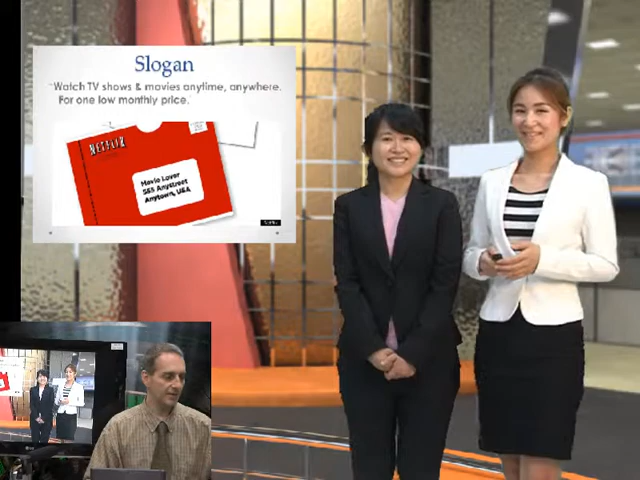 Slogan
"Watch TV shows & movies anytime, anywhere.
For one low monthly price.
NETFLIX
Movie Lover
555 Anystreet
Anytown, USA